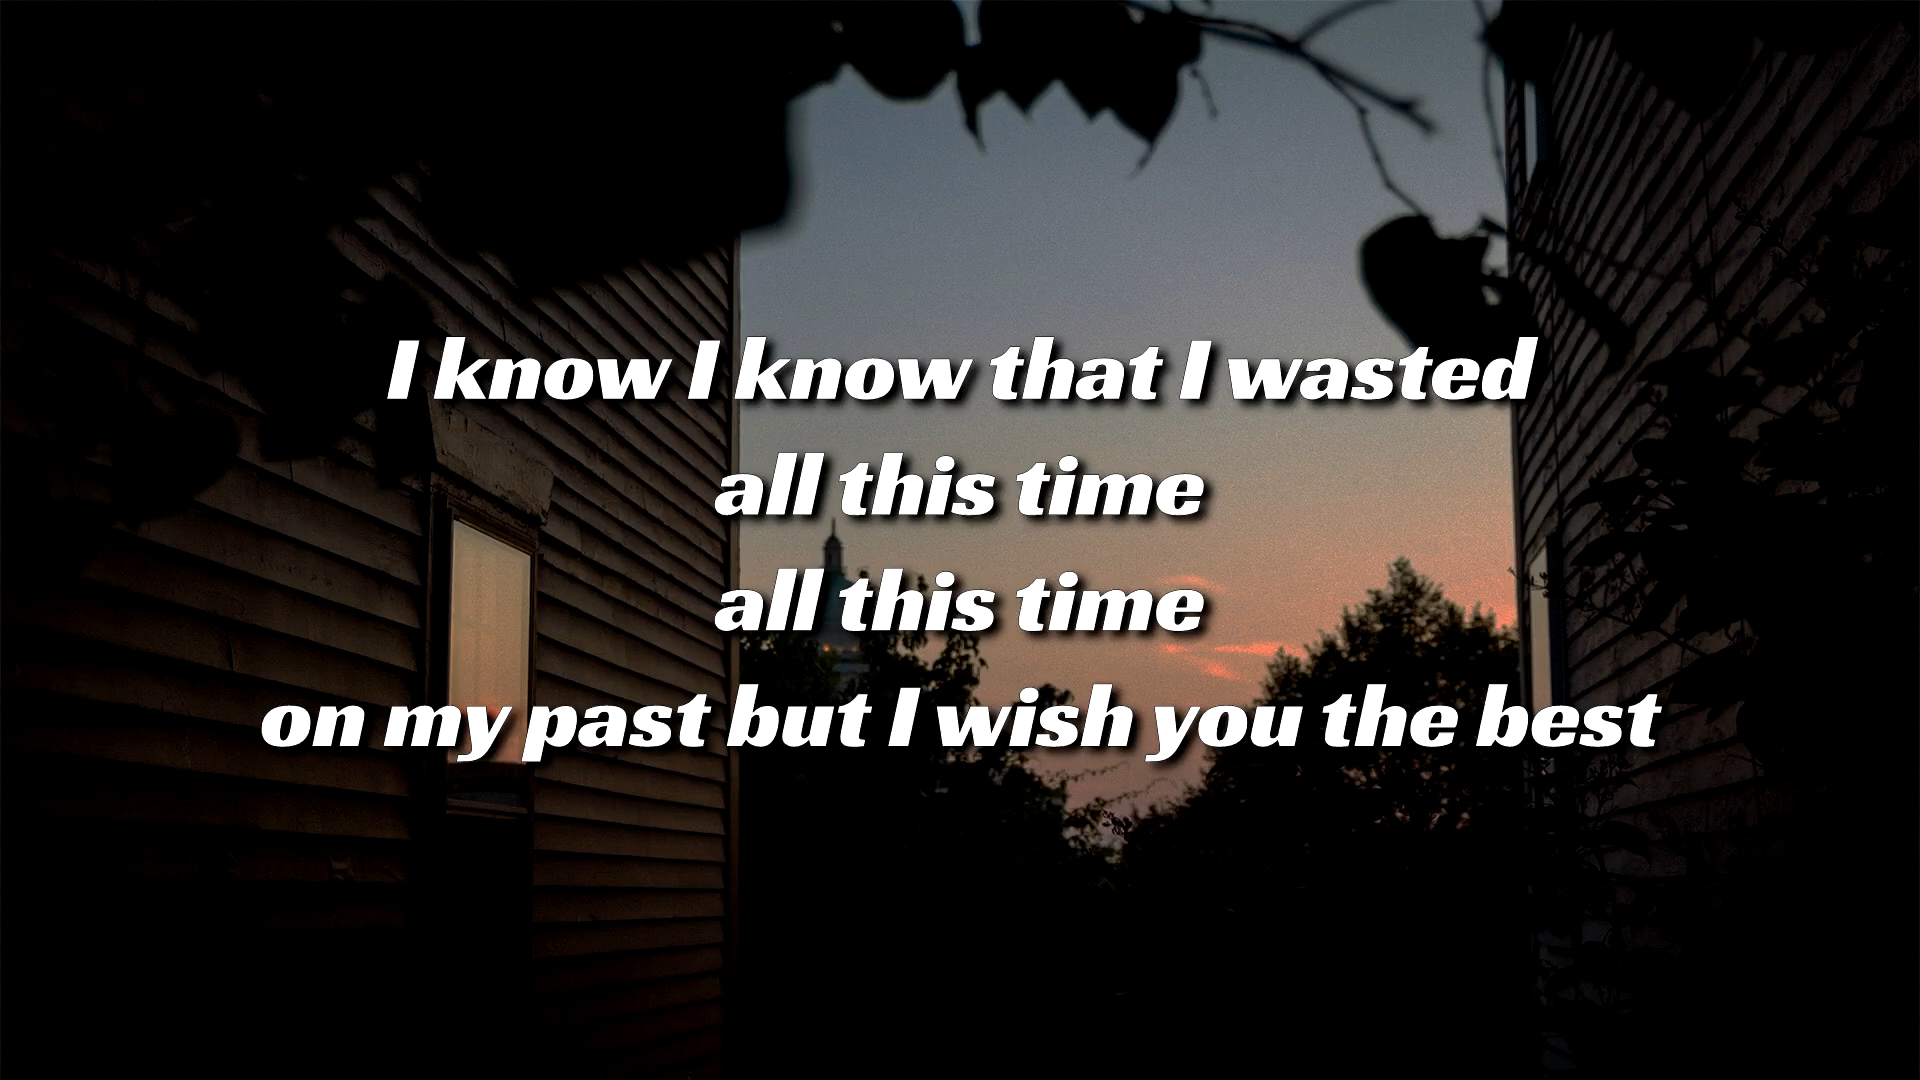 I know I know that I wasted
all this time
all this time
on my past but I wish you the best